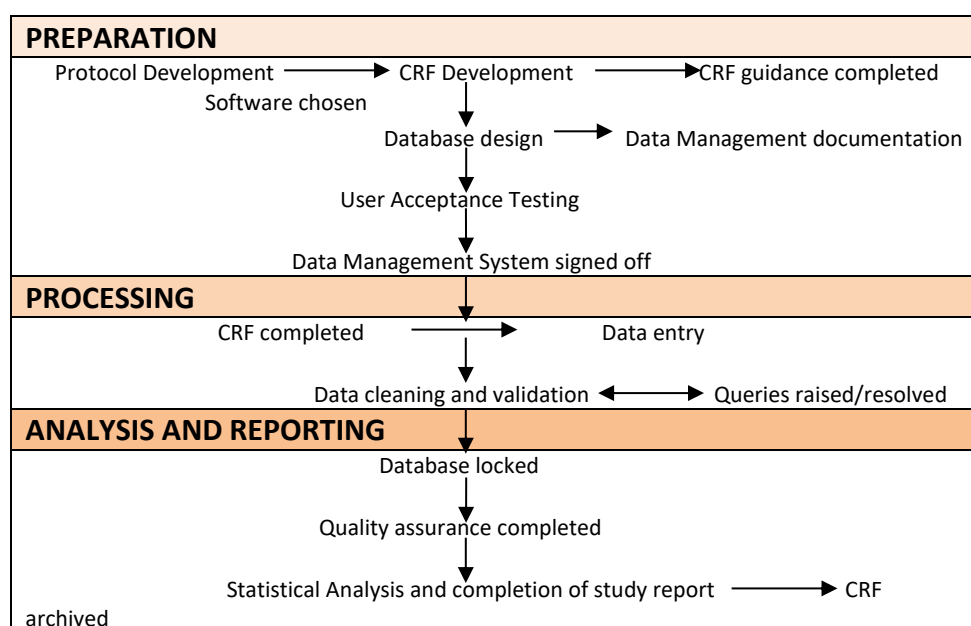 PREPARATION
Protocol Development CRF Development CRF guidance completed
Software chosen
Database design Data Management documentation
User Acceptance Testing
Data Management System signed off
PROCESSING
CRF completed Data entry
Data cleaning and validation Queries raised/resolved
ANALYSIS AND REPORTING
Database locked
Quality assurance completed
Statistical Analysis and completion of study report CRF
archived